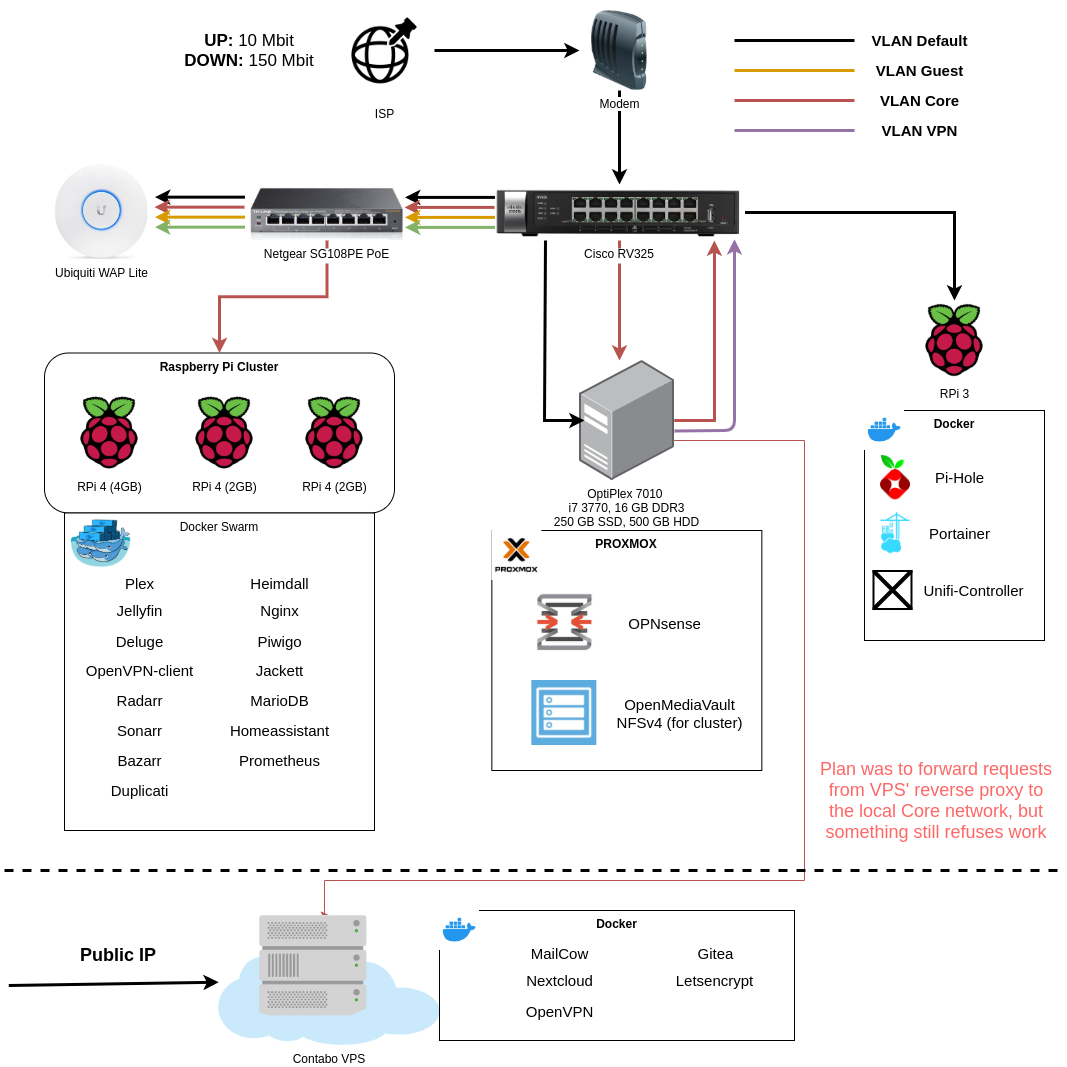 UP: 10 Mbit
DOWN: 150 Mbit
ISP
Modem
VLAN Default
VLAN Guest
VLAN Core
VLAN VPN
Ubiquiti WAP Lite
Netgear SG108PE PoE
Cisco RV325
RPi 3
Raspberry Pi Cluster
RPi 4 (4GB)
RPi 4 (2GB)
RPi 4 (2GB)
Docker Swarm
Plex
Heimdall
Jellyfin
Nginx
Deluge
Piwigo
OpenVPN-client
Jackett
Radarr
MarioDB
Sonarr
Homeassistant
Bazarr
Prometheus
Duplicati
OptiPlex 7010
i7 3770, 16 GB DDR3
250 GB SSD, 500 GB HDD
PROXMOX
PROXMOX
OPNsense
OpenMediaVault
NFSv4 (for cluster)
Docker
Pi-Hole
Portainer
Unifi-Controller
Plan was to forward requests
from VPS' reverse proxy to
the local Core network, but
something still refuses work
Public IP
Contabo VPS
Docker
MailCow
Gitea
Nextcloud
Letsencrypt
OpenVPN